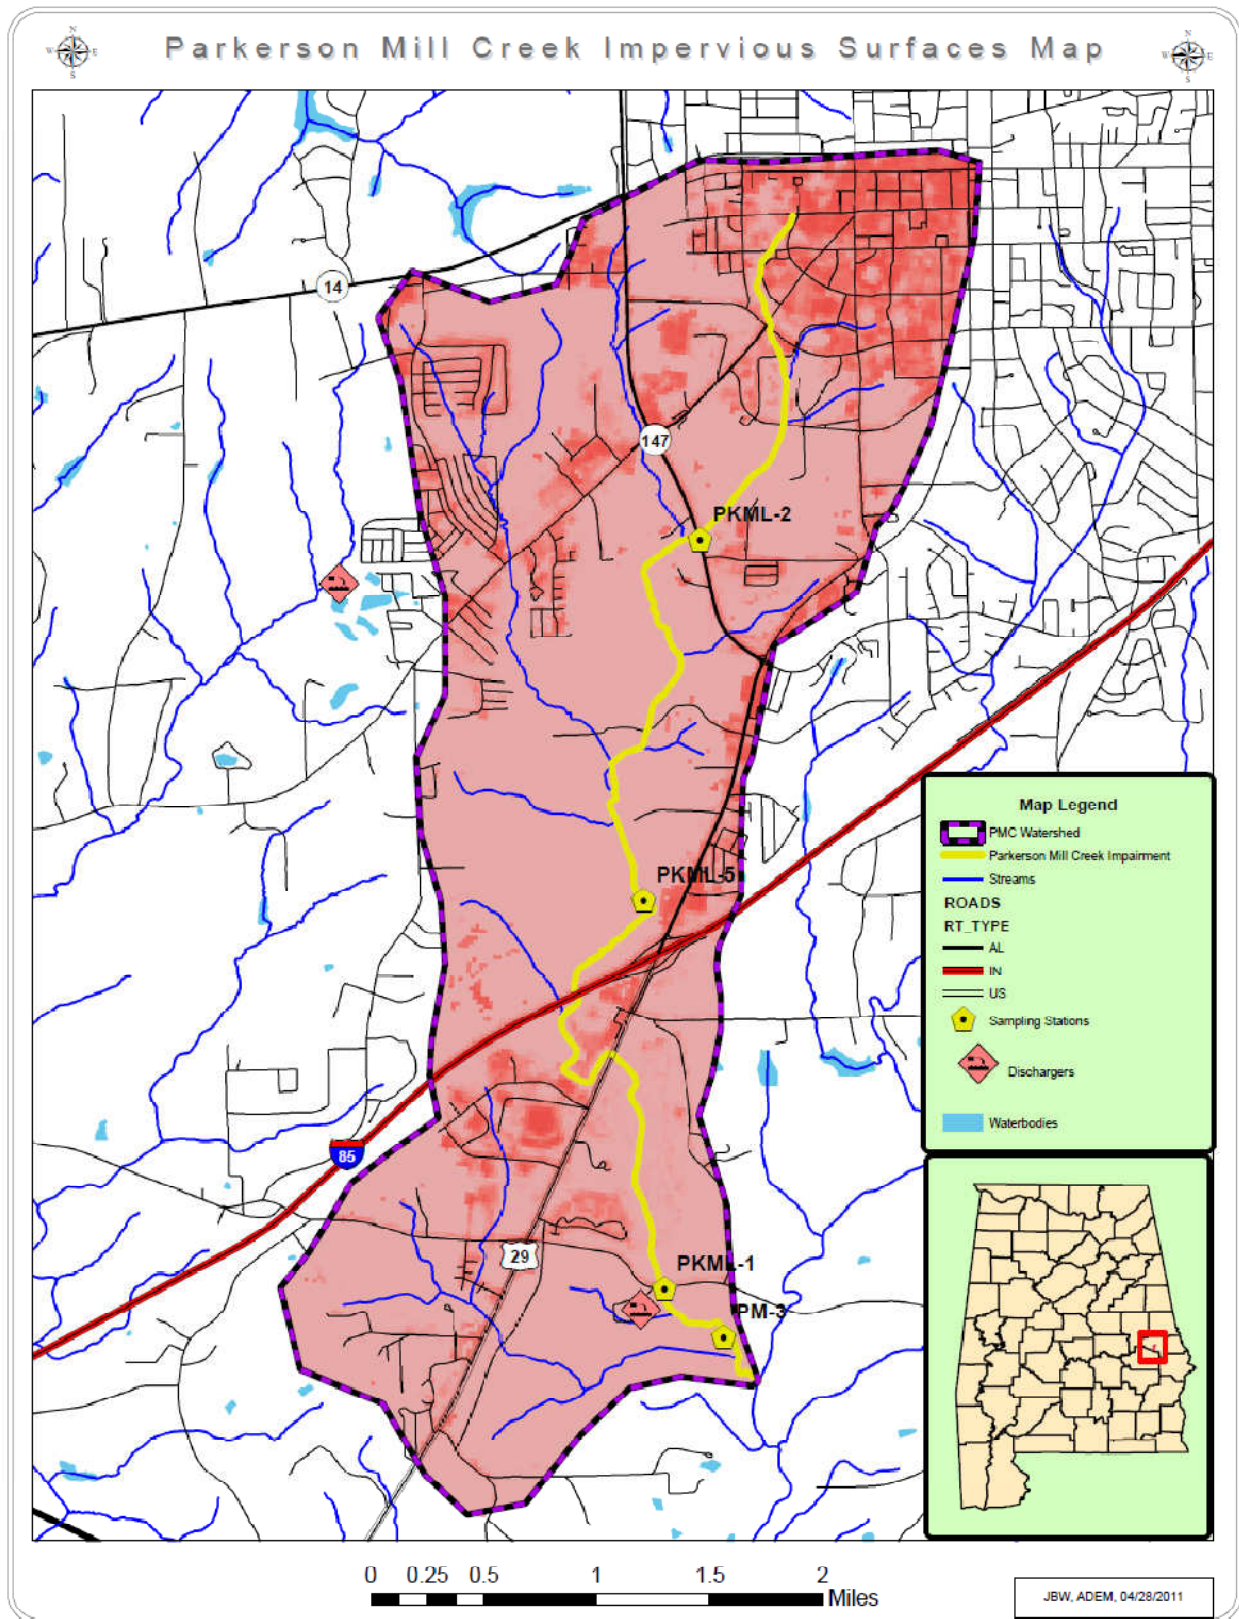 Parkerson Mill Creek Impervious Surfaces Map
N
W E
S
N
W E
S
14
147
PKML-2
PKML-5
85
29
PKML-1
PM-3
Map Legend
PMC Watershed
Parkerson Mill Creek Impairment
Streams
ROADS
RT_TYPE
AL
IN
US
Sampling Stations
Dischargers
Waterbodies
0 0.25 0.5 1 1.5 2
Miles
JBW, ADEM, 04/28/2011